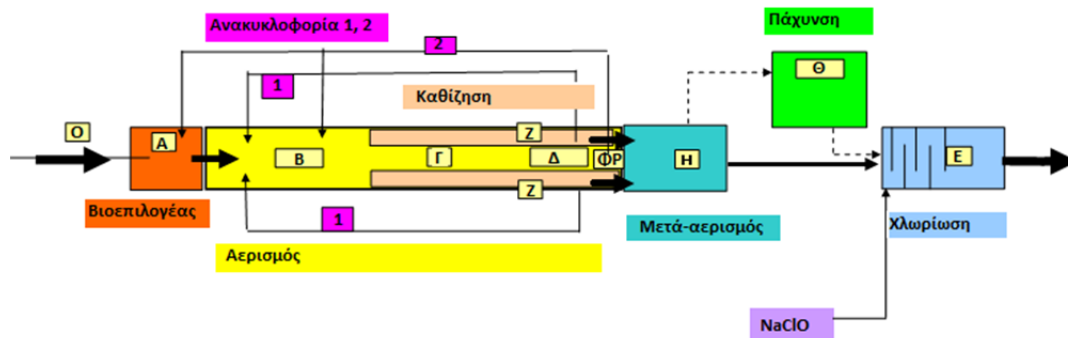 Ανακυκλοφορία 1, 2
Πάχυνση
2
Θ
1
Καθίζηση
Ο
Α
Ζ
Β
Γ
Δ
ΦΡ
Η
Ε
Ζ
Βιοεπιλογέας
1
Μετά-αερισμός
Χλωρίωση
Αερισμός
NaClO